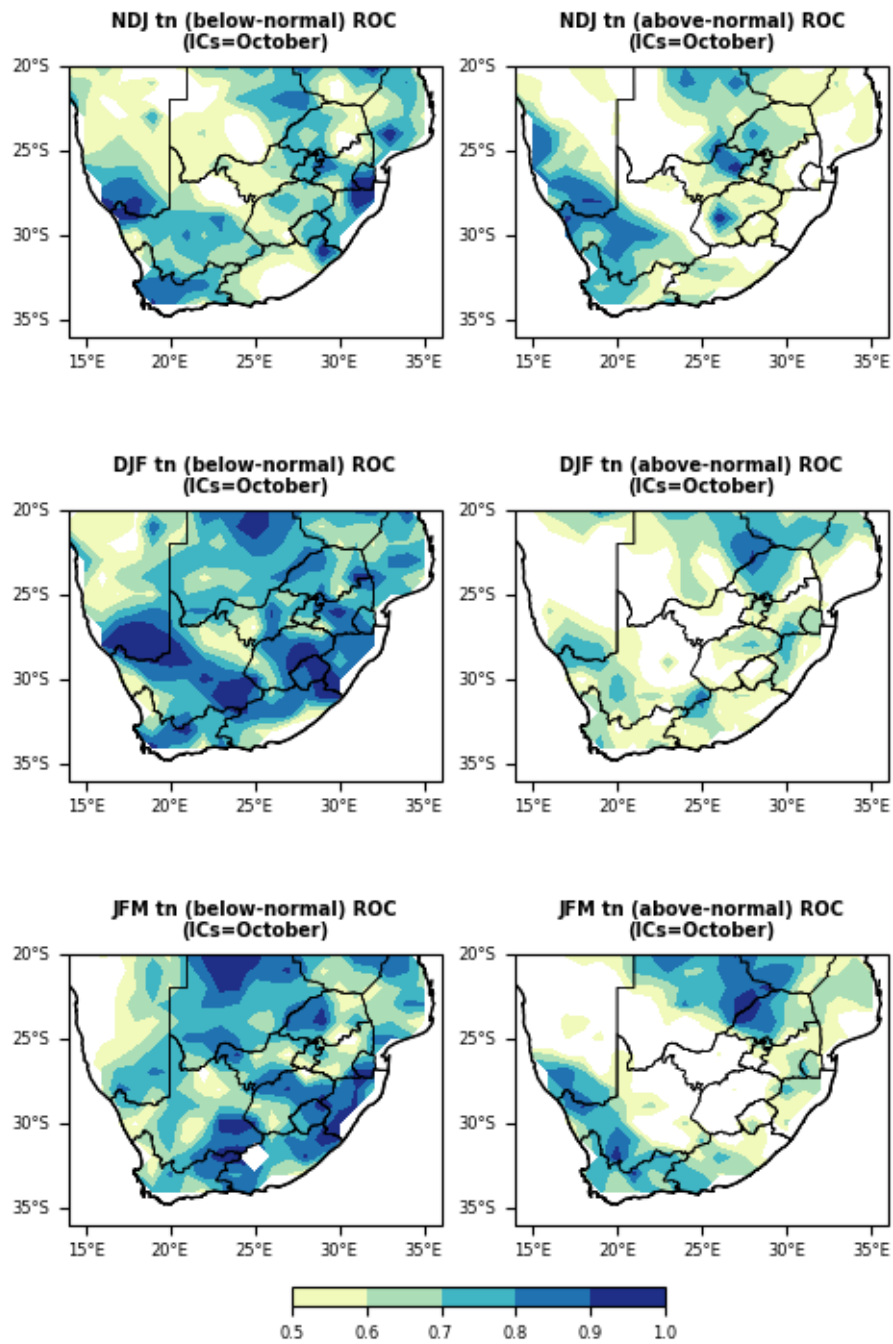 NDJ tn (below-normal) ROC
(ICs=October)
NDJ tn (above-normal) ROC
(ICs=October)
20°S
25°S
30°S
35°S
15°E 20°E 25°E 30°E 35°E
20°S
25°S
30°S
35°S
15°E 20°E 25°E 30°E 35°E
DJF tn (below-normal) ROC
(ICs=October)
DJF tn (above-normal) ROC
(ICs=October)
20°S
25°S
30°S
35°S
15°E 20°E 25°E 30°E 35°E
20°S
25°S
30°S
35°S
15°E 20°E 25°E 30°E 35°E
JFM tn (below-normal) ROC
(ICs=October)
JFM tn (above-normal) ROC
(ICs=October)
20°S
25°S
30°S
35°S
15°E 20°E 25°E 30°E 35°E
20°S
25°S
30°S
35°S
15°E 20°E 25°E 30°E 35°E
0.5 0.6 0.7 0.8 0.9 1.0